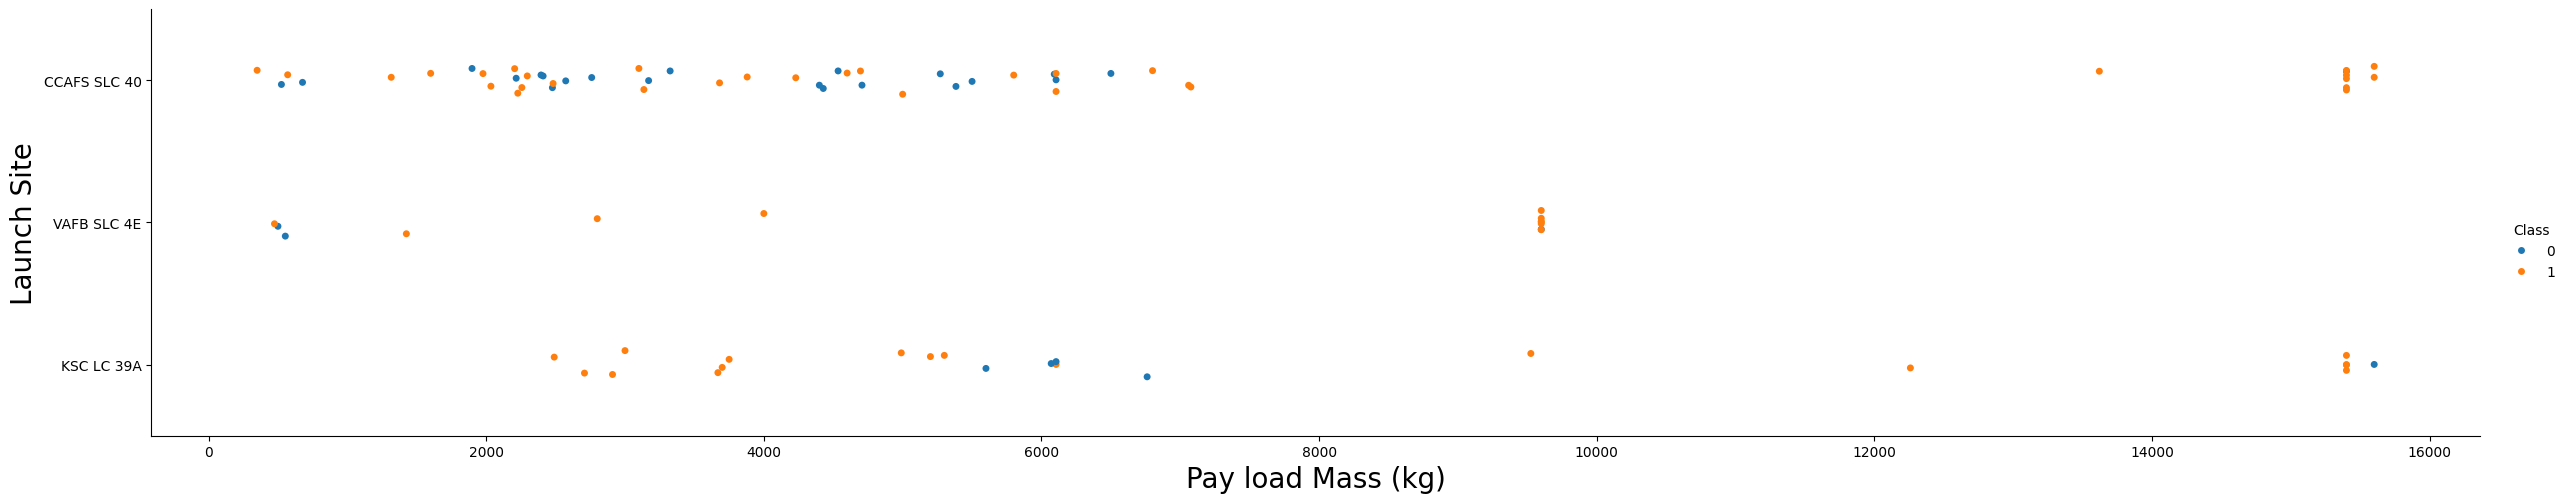 Launch Site
CCAFS SLC 40
VAFB SLC 4E
KSC LC 39A
0 2000 4000 6000 8000 10000 12000 14000 16000
Pay load Mass (kg)
Class
0
1